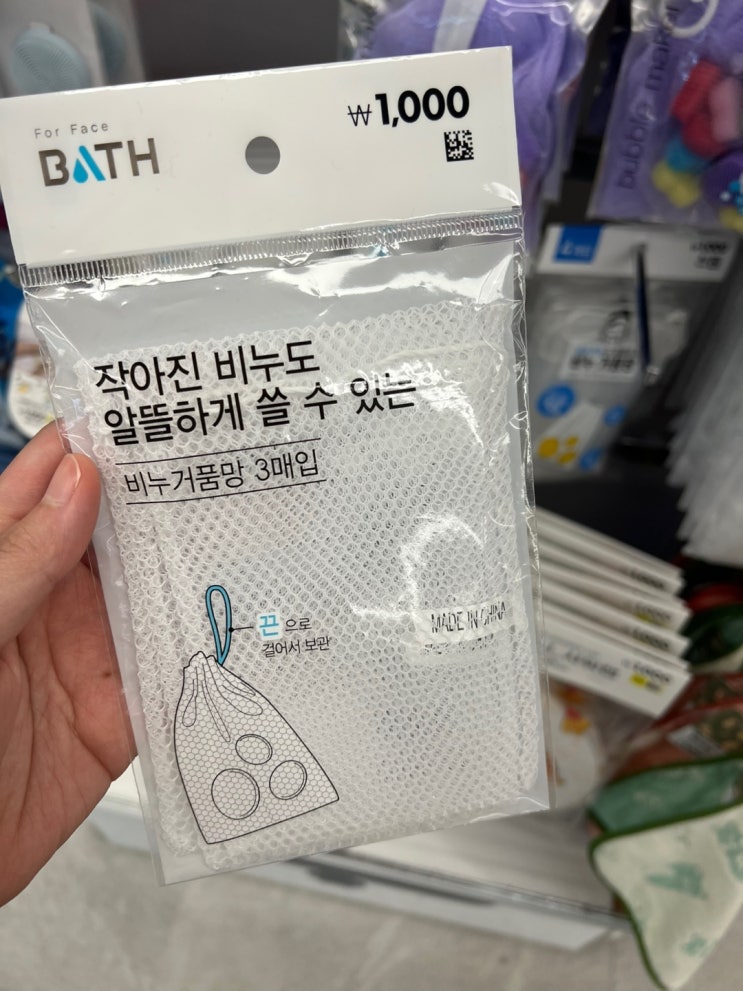 For Face
BATH
₩1,000
작아진 비누도
알뜰하게 쓸 수 있는
비누거품망 3매입
끈으로
걸어서 보관
MADE IN CHINA
bubble